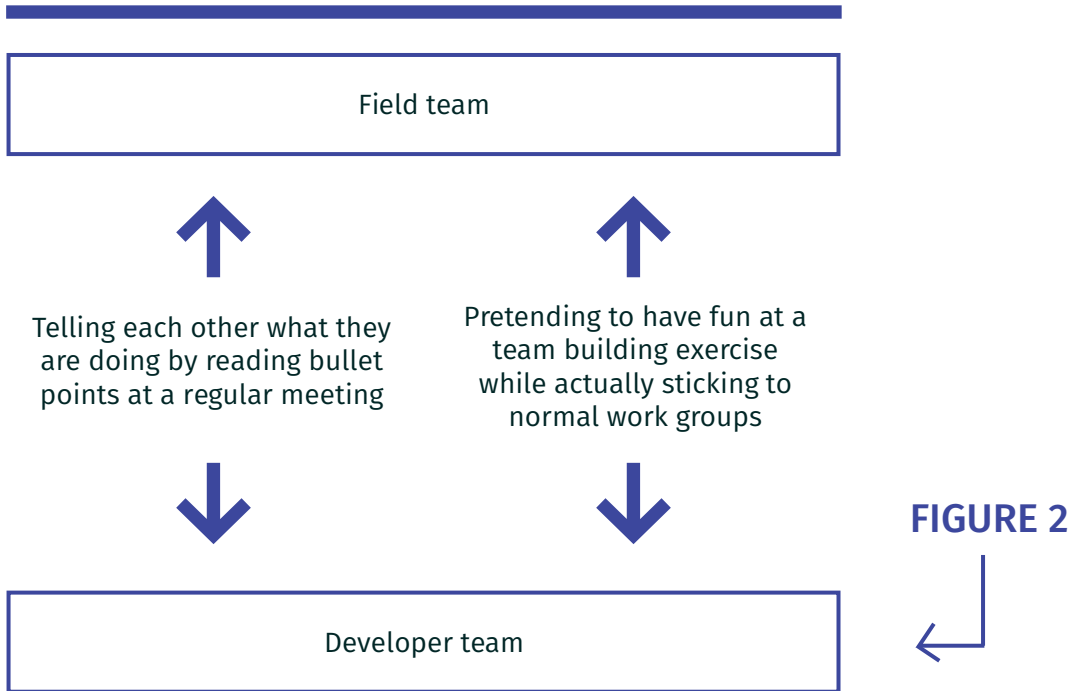 Field team
Telling each other what they
are doing by reading bullet
points at a regular meeting
Pretending to have fun at a
team building exercise
while actually sticking to
normal work groups
FIGURE 2
Developer team